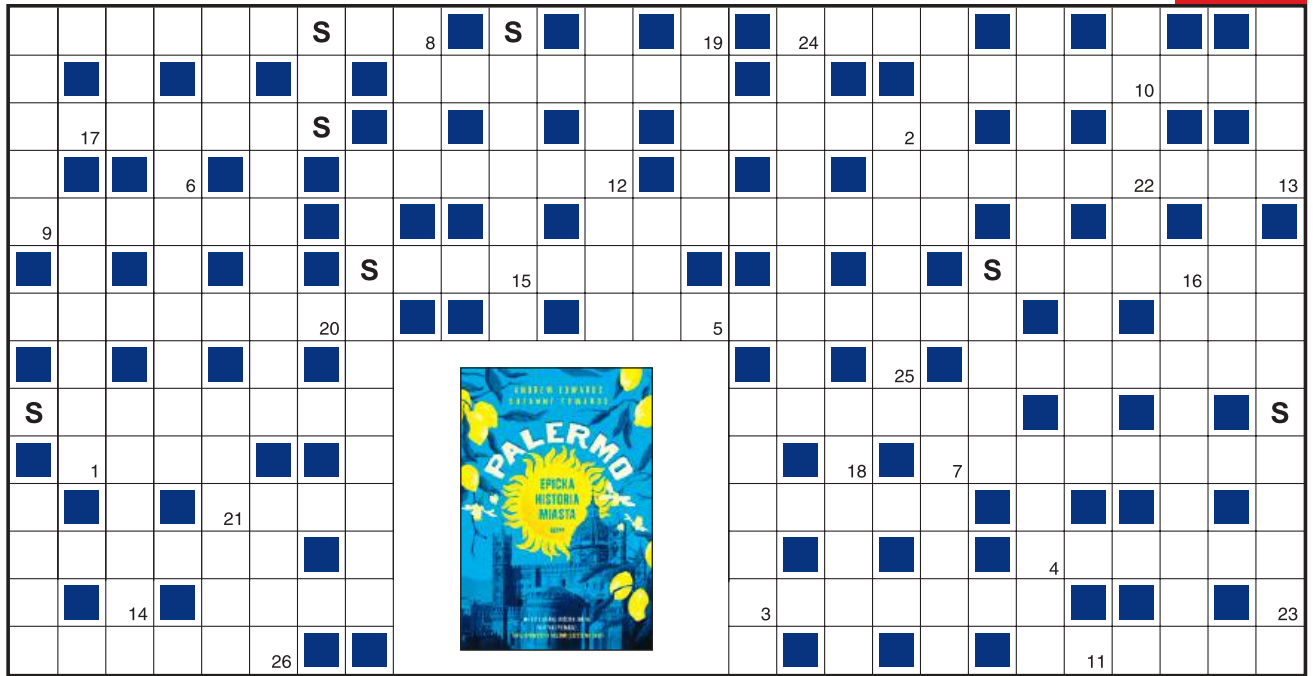 S 8 S 19 24
10
17 S 2
6 12 22 13
9
S 15 S 16
20 5
25
S S
1 18 7
21
4
14 3 23
26 11
ANDREW EDWARDS
SUZANNE EDWARDS
PALERMO
EPICKA
HISTORIA
MIASTA